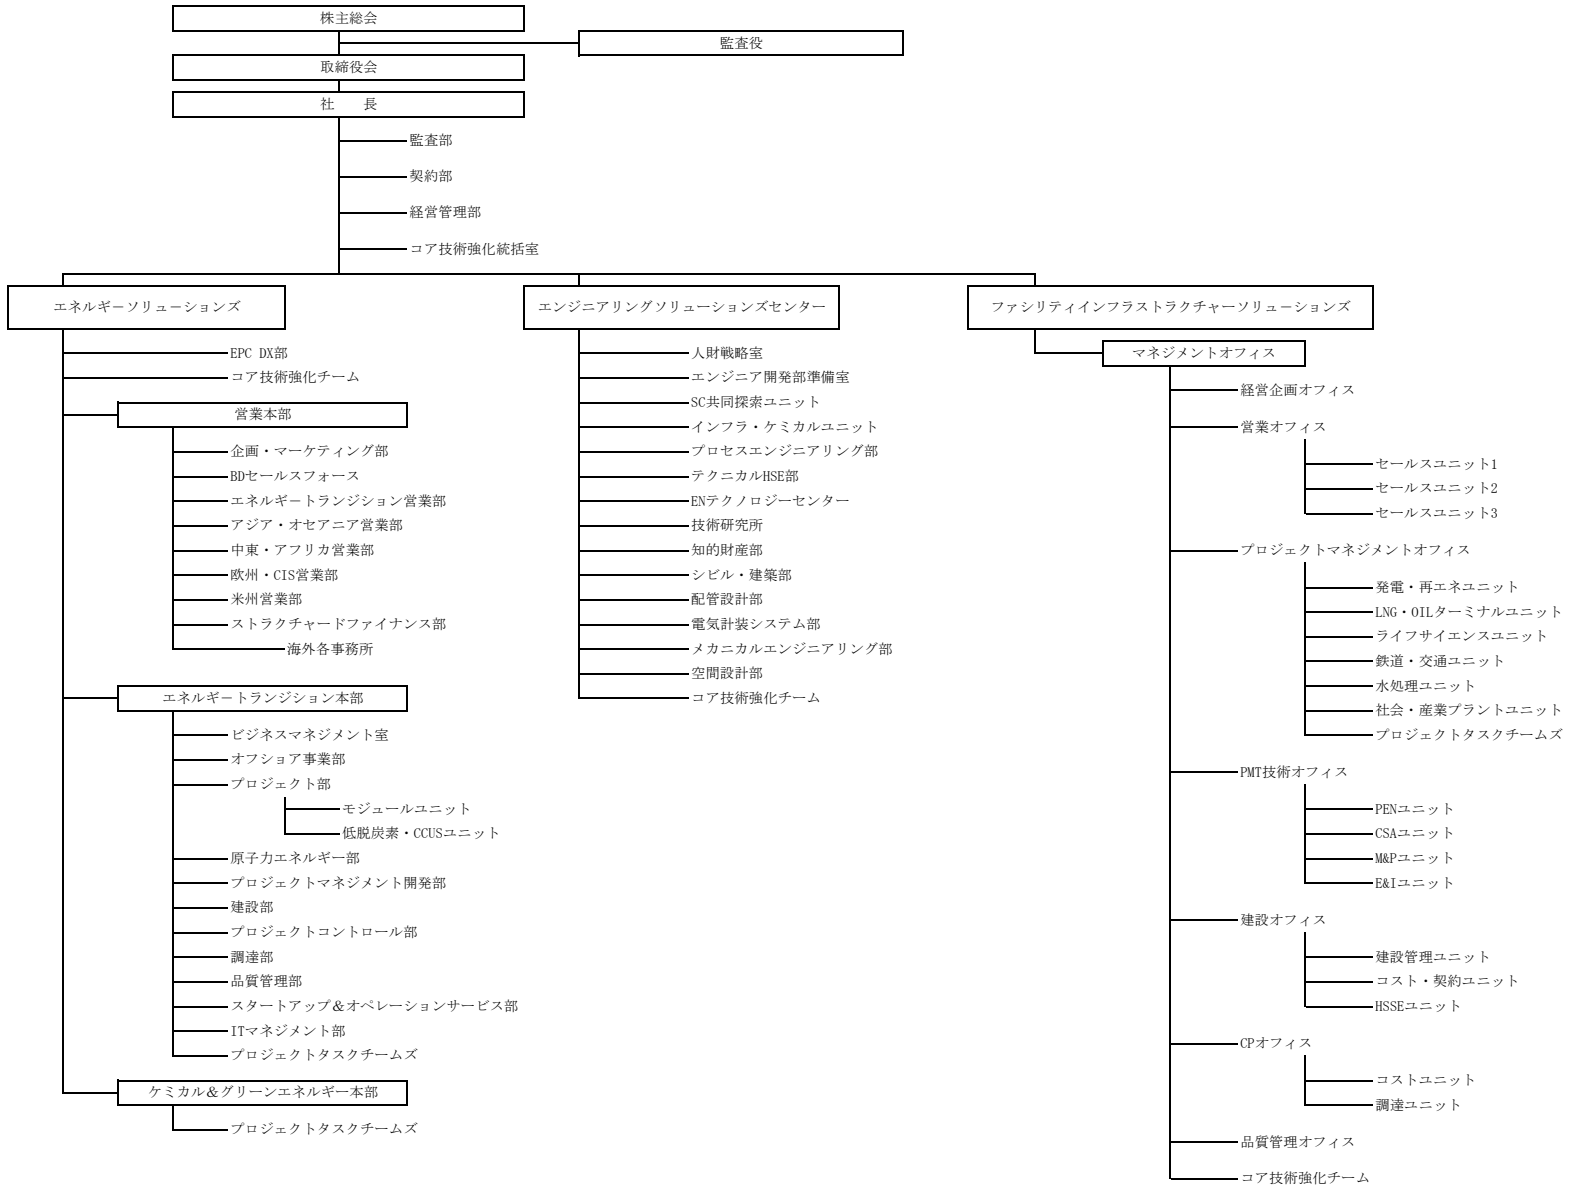 株主総会
監査役
取締役会
社　　長
監査部
契約部
経営管理部
コア技術強化統括室
エネルギーソリューションズ
EPC DX部
コア技術強化チーム
営業本部
企画・マーケティング部
BDセールスフォース
エネルギートランジション営業部
アジア・オセアニア営業部
中東・アフリカ営業部
欧州・CIS営業部
米州営業部
ストラクチャードファイナンス部
海外各事務所
エネルギートランジション本部
ビジネスマネジメント室
オフショア事業部
プロジェクト部
モジュールユニット
低脱炭素・CCUSユニット
原子力エネルギー部
プロジェクトマネジメント開発部
建設部
プロジェクトコントロール部
調達部
品質管理部
スタートアップ＆オペレーションサービス部
ITマネジメント部
プロジェクトタスクチームズ
ケミカル＆グリーンエネルギー本部
プロジェクトタスクチームズ
エンジニアリングソリューションズセンター
人財戦略室
エンジニア開発部準備室
SC共同探索ユニット
インフラ・ケミカルユニット
プロセスエンジニアリング部
テクニカルHSE部
ENテクノロジーセンター
技術研究所
知的財産部
シビル・建築部
配管設計部
電気計装システム部
メカニカルエンジニアリング部
空間設計部
コア技術強化チーム
ファシリティインフラストラクチャーソリューションズ
マネジメントオフィス
経営企画オフィス
営業オフィス
セールスユニット1
セールスユニット2
セールスユニット3
プロジェクトマネジメントオフィス
発電・再エネユニット
LNG・OILターミナルユニット
ライフサイエンスユニット
鉄道・交通ユニット
水処理ユニット
社会・産業プラントユニット
プロジェクトタスクチームズ
PMT技術オフィス
PENユニット
CSAユニット
M&Pユニット
E&Iユニット
建設オフィス
建設管理ユニット
コスト・契約ユニット
HSSEユニット
CPオフィス
コストユニット
調達ユニット
品質管理オフィス
コア技術強化チーム